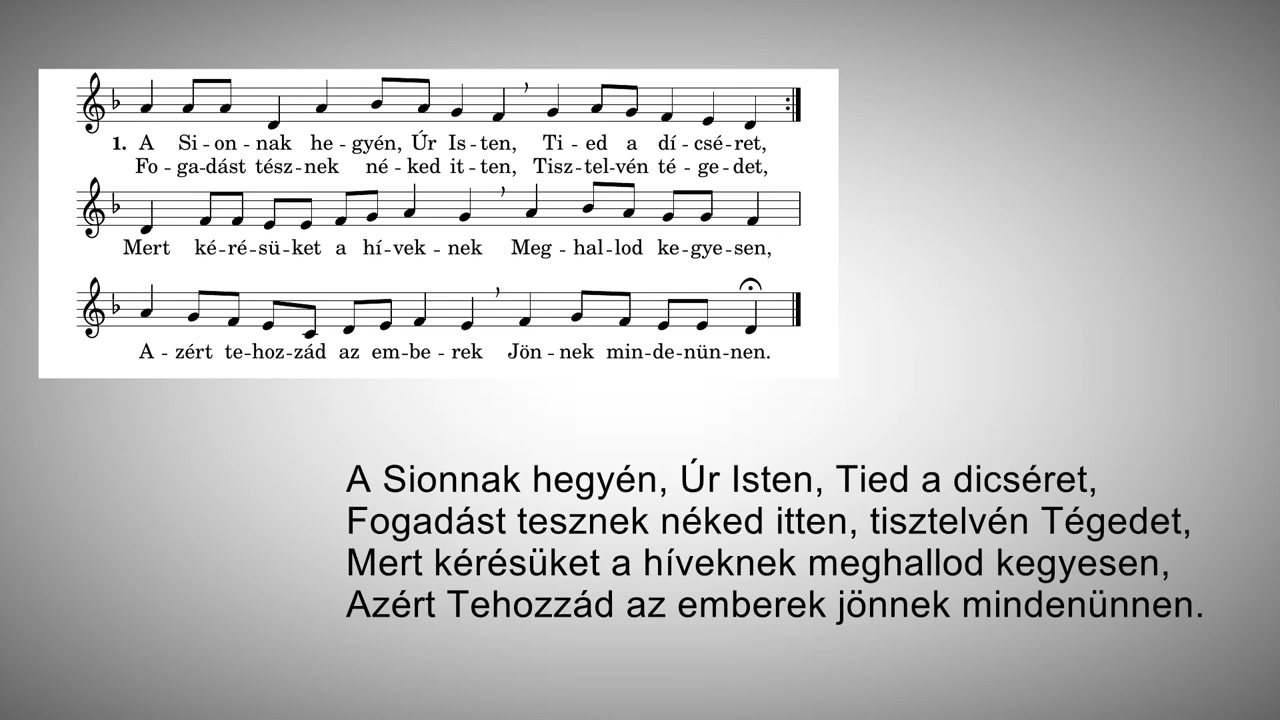 1. A Si - on - nak he - gyén, Úr Is - ten, Ti - ed a dí - csé - ret,
Fo - ga - dást tész - nek né - ked it - ten, Tisz - tel - vén té - ge - det,
Mert ké - ré - sü - ket a hí - vek - nek Meg - hal - lod ke - gye - sen,
A - zért te - hoz - zád az em - be - rek Jön - nek min - de - nün - nen.
A Sionnak hegyén, Úr Isten, Tied a dicséret,
Fogadást tesznek néked itten, tisztelvén Tégedet,
Mert kérésüket a híveknek meghallod kegyesen,
Azért Tehozzád az emberek jönnek mindenünnen.